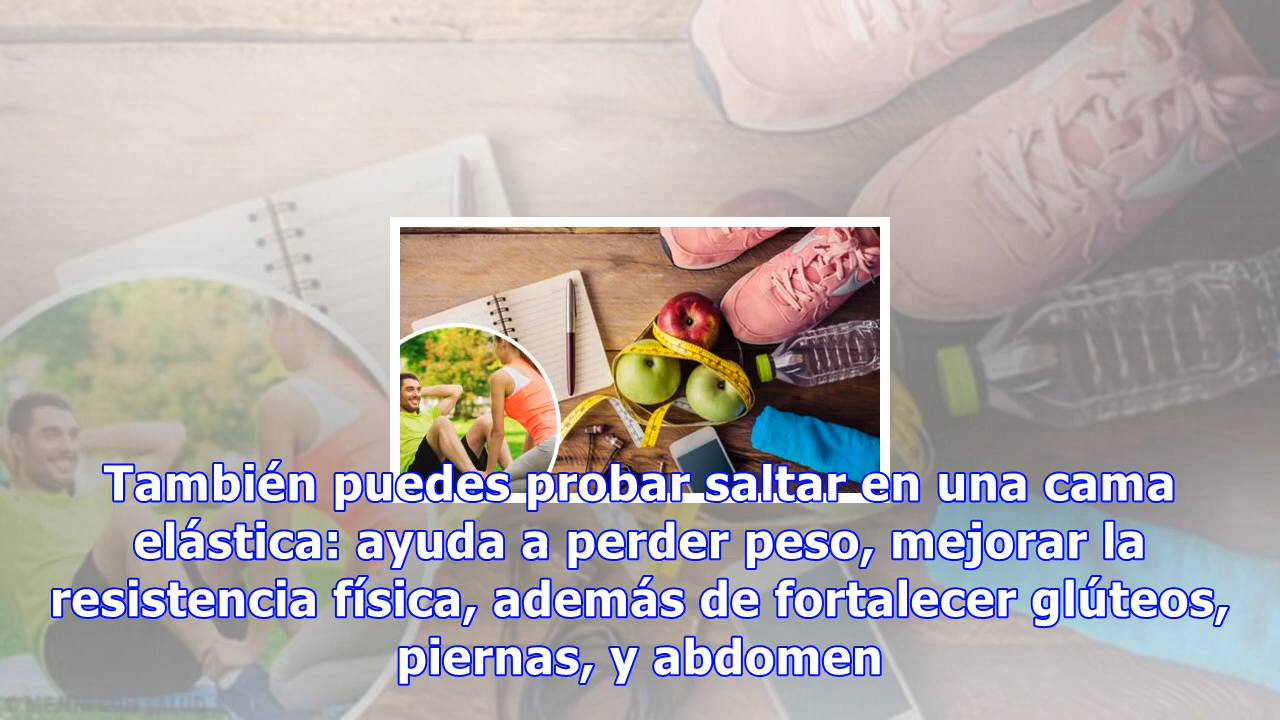 También puedes probar saltar en una cama
elástica: ayuda a perder peso, mejorar la
resistencia física, además de fortalecer glúteos,
piernas, y abdomen